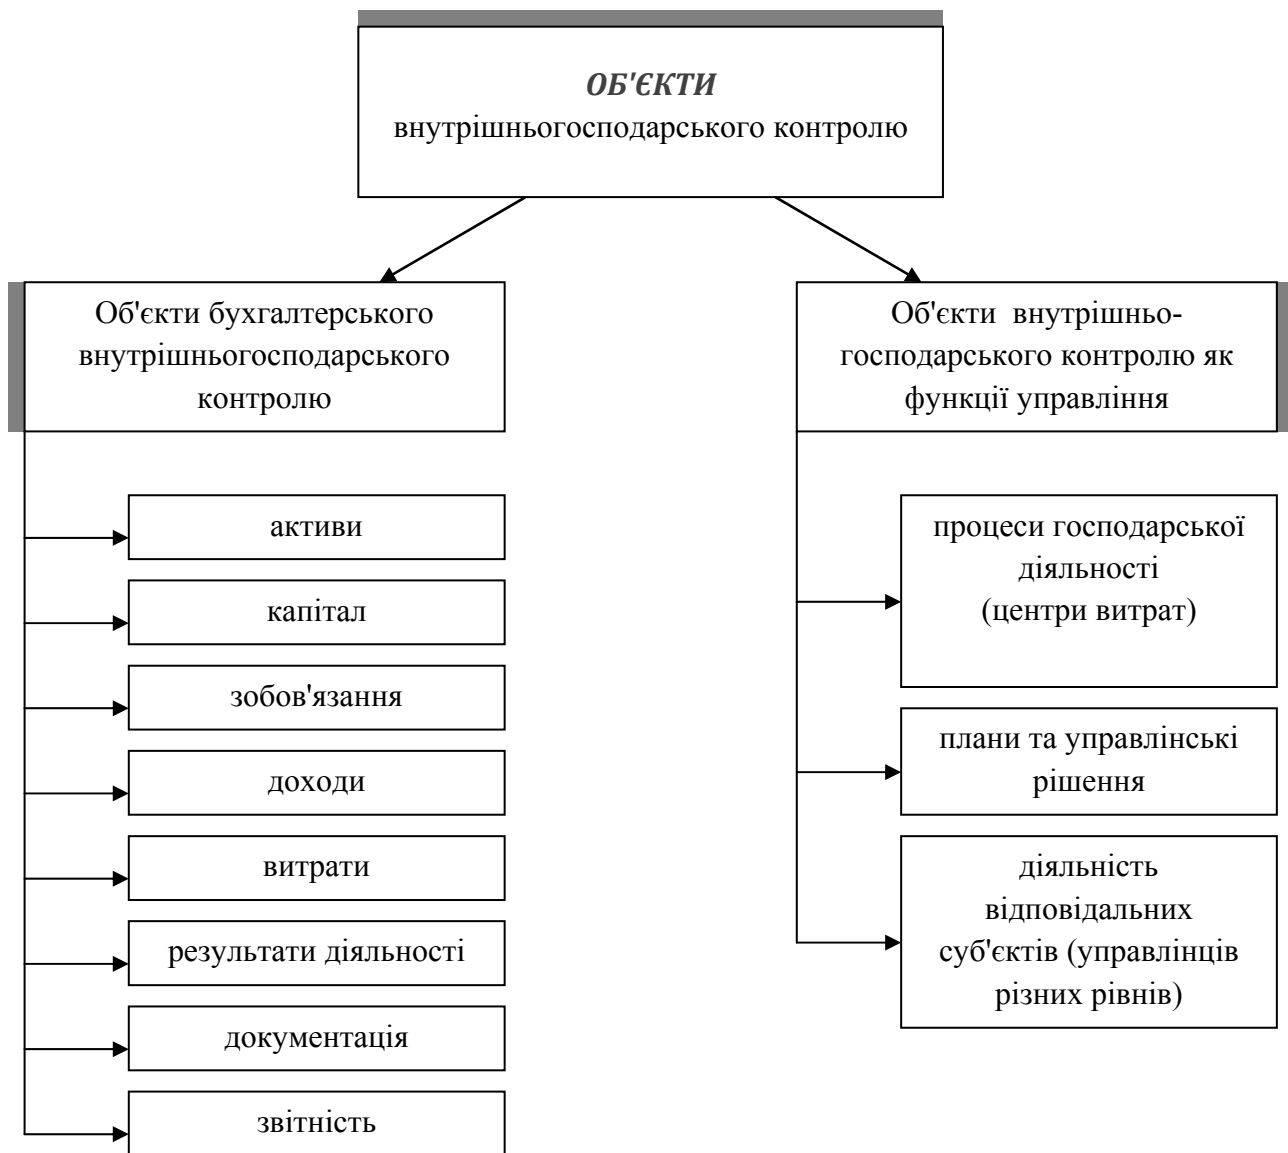 ОБ'ЄКТИ
внутрішньогосподарського контролю
Об'єкти бухгалтерського
внутрішньогосподарського
контролю
активи
капітал
зобов'язання
доходи
витрати
результати діяльності
документація
звітність
Об'єкти внутрішньо-
господарського контролю як
функції управління
процеси господарської
діяльності
(центри витрат)
плани та управлінські
рішення
діяльність
відповідальних
суб'єктів (управлінців
різних рівнів)